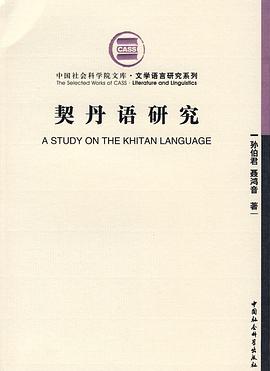 CASS
中国社会科学院文库·文学语言研究系列
The Selected Works of CASS · Literature and Linguistics
契丹语研究
A STUDY ON THE KHITAN LANGUAGE
孙伯君 聂鸿音 著
中国社会科学出版社